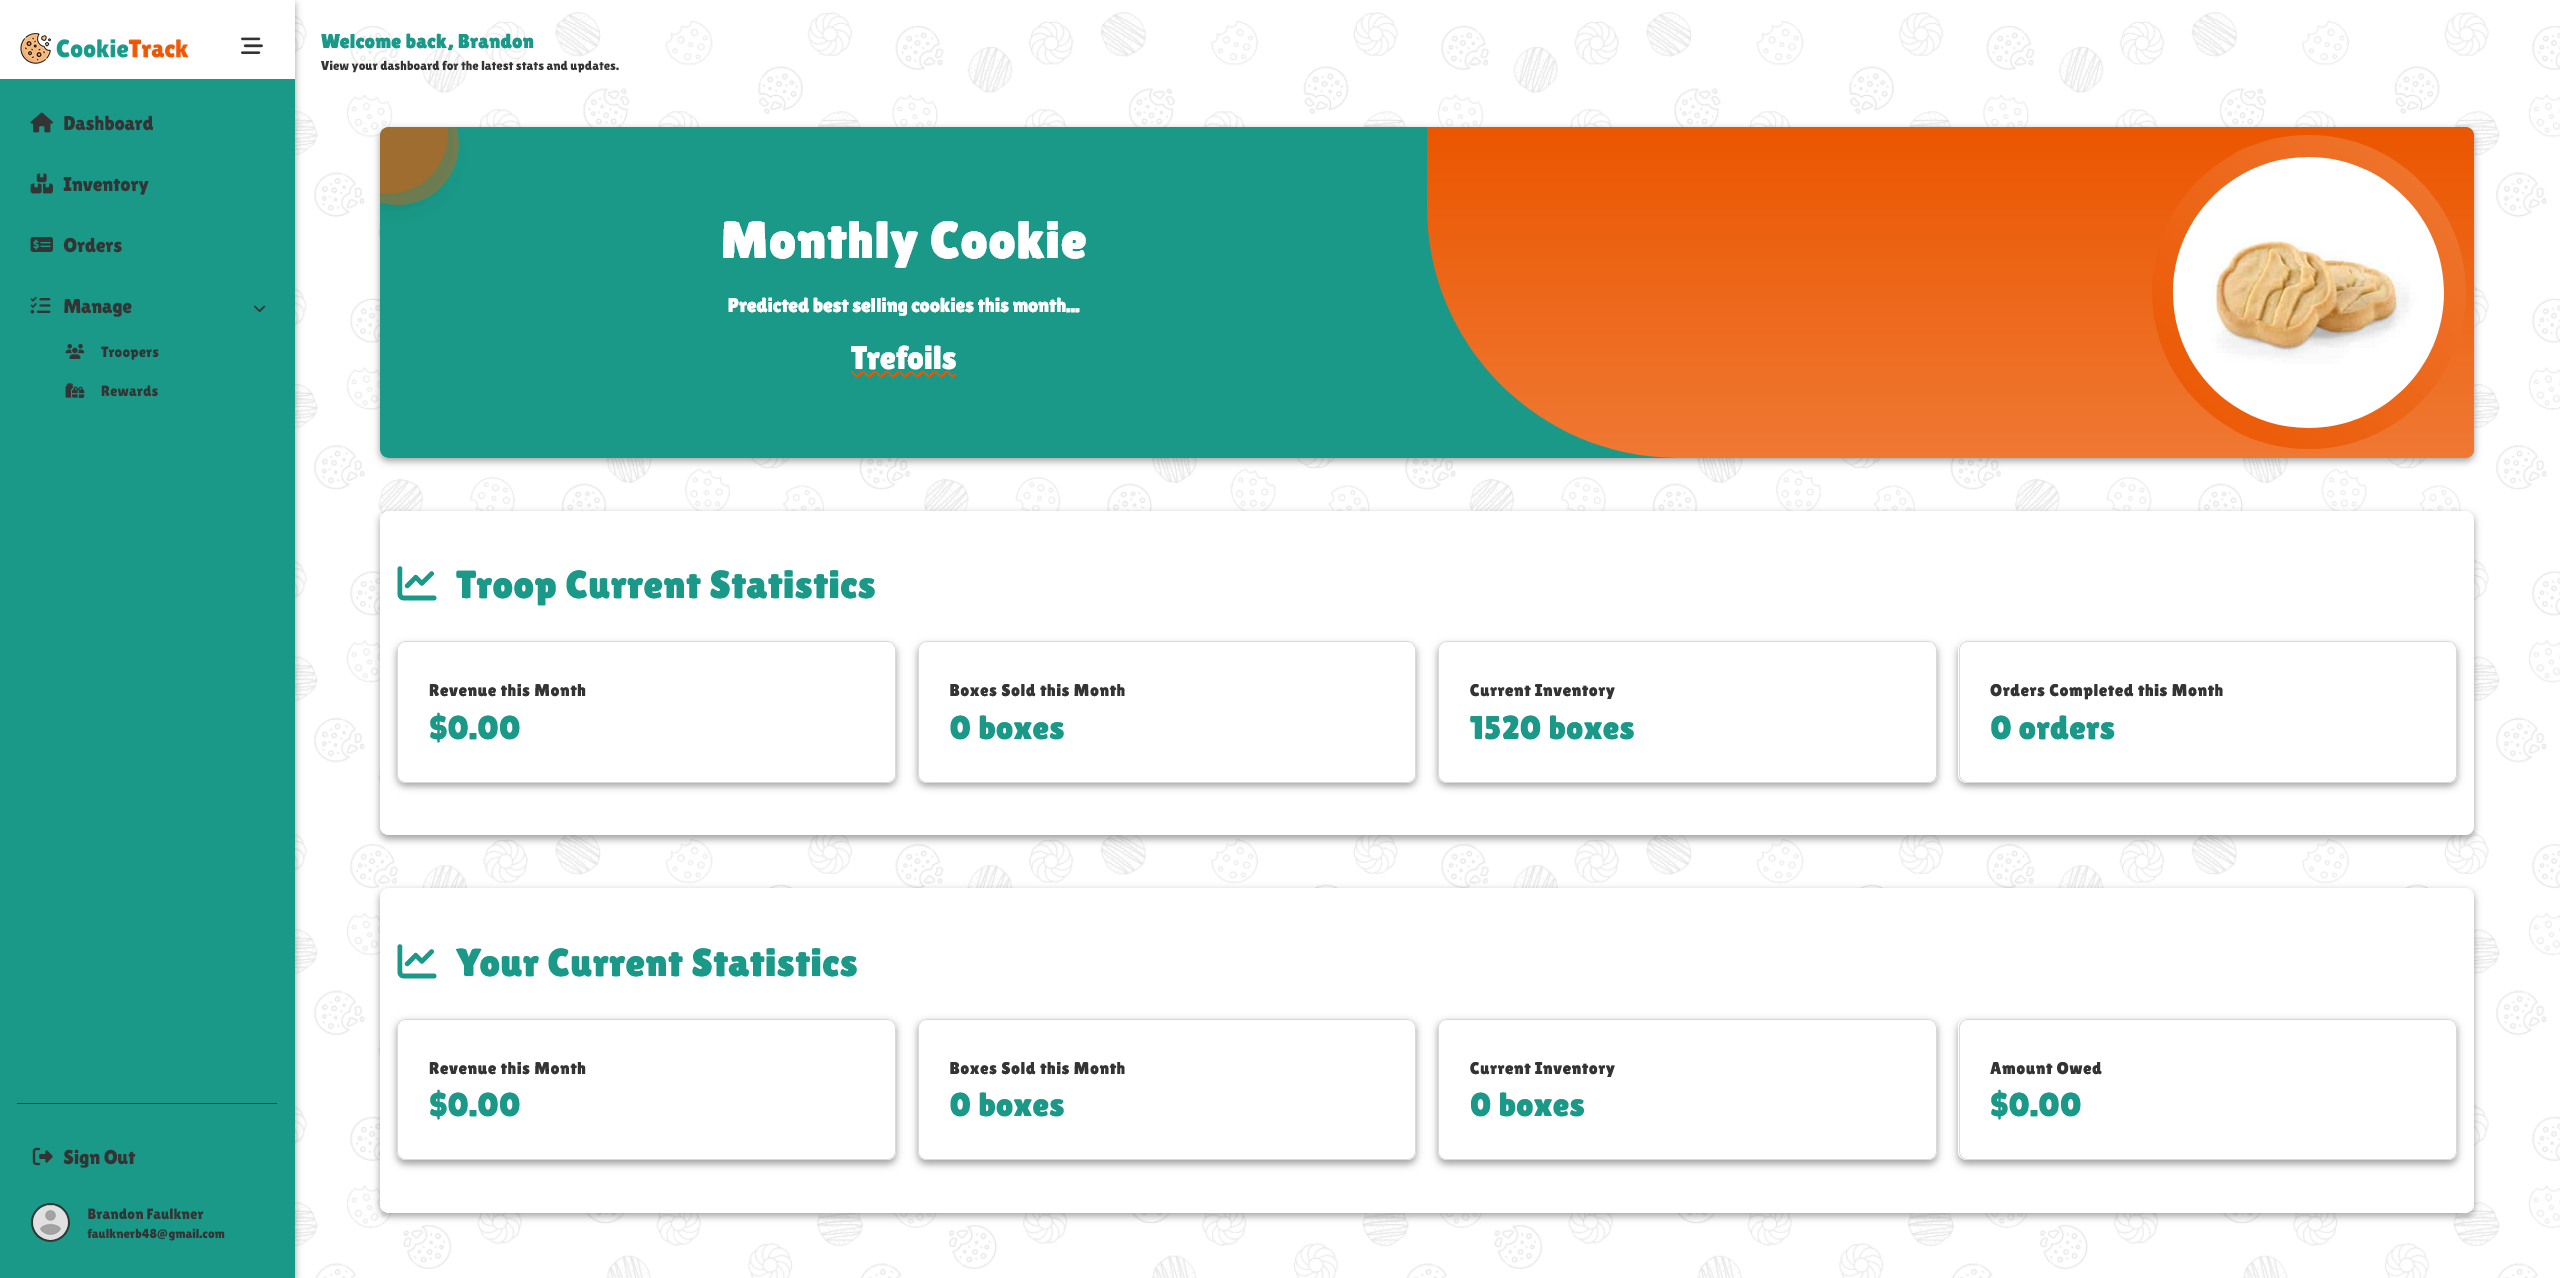 CookieTrack
Dashboard
Inventory
Orders
Manage
Troopers
Rewards
Sign Out
Brandon Faulkner
faulknerb48@gmail.com
Welcome back, Brandon
View your dashboard for the latest stats and updates.
Monthly Cookie
Predicted best selling cookies this month...
Trefoils
Troop Current Statistics
Revenue this Month
$0.00
Boxes Sold this Month
0 boxes
Current Inventory
1520 boxes
Orders Completed this Month
0 orders
Your Current Statistics
Revenue this Month
$0.00
Boxes Sold this Month
0 boxes
Current Inventory
0 boxes
Amount Owed
$0.00